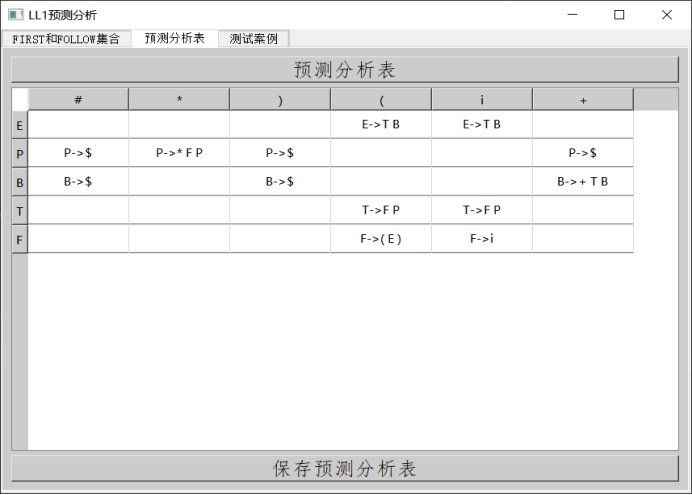 LL1预测分析
FIRST和FOLLOW集合 预测分析表 测试案例
预测分析表
# * ) ( i +
E E->T B E->T B
P P->$ P->* F P P->$ P->$
B B->$ B->$ B->+ T B
T T->F P T->F P
F F->( E ) F->i
保存预测分析表